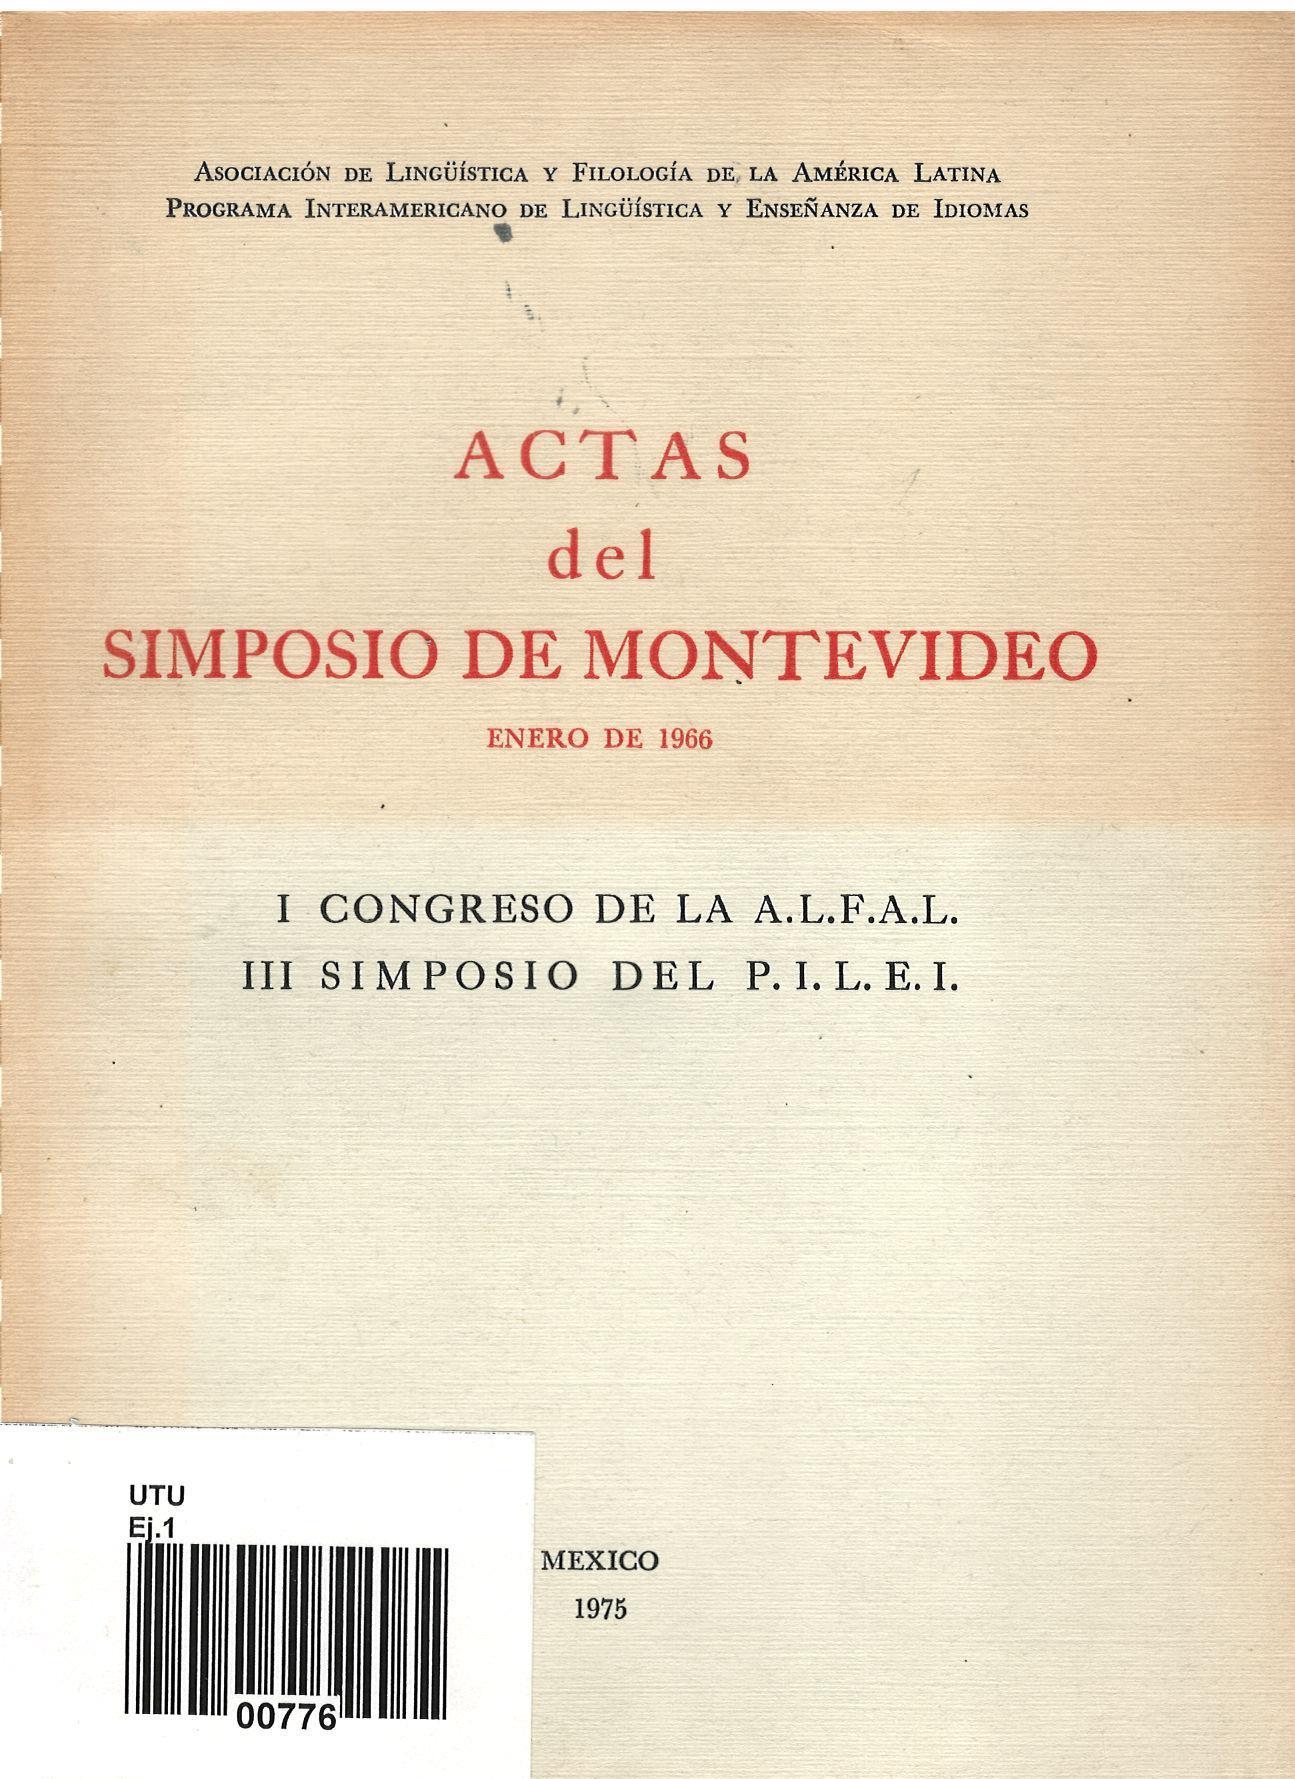 Asociación de Lingüística y Filología de la América Latina
Programa Interamericano de Lingüística y Enseñanza de Idiomas
ACTAS
del
SIMPOSIO DE MONTEVIDEO
ENERO DE 1966
I CONGRESO DE LA A.L.F.A.L.
III SIMPOSIO DEL P.I.L.E.I.
MEXICO
1975
UTU
Ej.1
00776